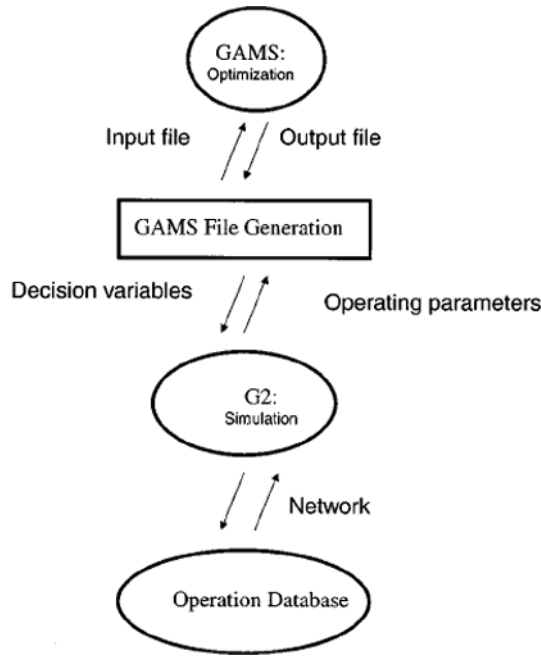 GAMS:
Optimization
Input file
Output file
GAMS File Generation
Decision variables
Operating parameters
G2:
Simulation
Network
Operation Database